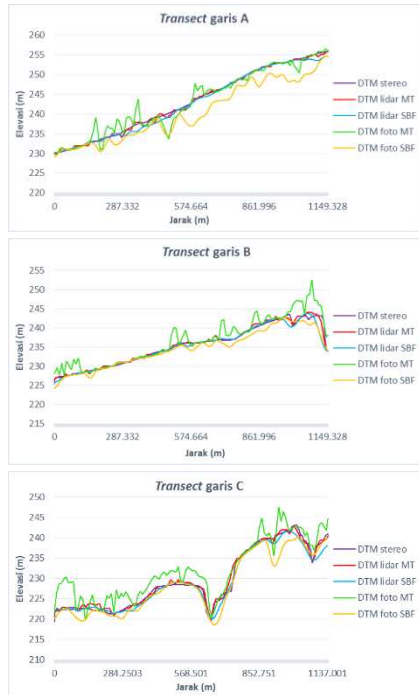 Transect garis A
260
255
250
245
240
235
230
225
220
Elevasi (m)
0 287.332 574.664 861.996 1149.328
Jarak (m)
DTM stereo
DTM lidar MT
DTM lidar SBF
DTM foto MT
DTM foto SBF
Transect garis B
255
250
245
240
235
230
225
220
215
Elevasi (m)
0 287.332 574.664 861.996 1149.328
Jarak (m)
DTM stereo
DTM lidar MT
DTM lidar SBF
DTM foto MT
DTM foto SBF
Transect garis C
250
245
240
235
230
225
220
215
210
Elevasi (m)
0 284.2503 568.501 852.751 1137.001
Jarak (m)
DTM stereo
DTM lidar MT
DTM lidar SBF
DTM foto MT
DTM foto SBF